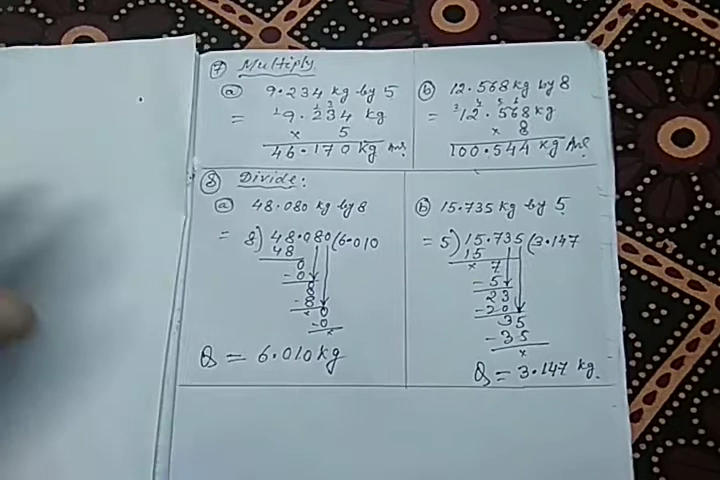 7 Multiply
a 9.234 kg by 5
= 9.234 kg
× 5
46.170 kg Ans.
b 12.568 kg by 8
= 12.568 kg
× 8
100.544 kg Ans.
8 Divide:
a 48.080 kg by 8
= 8) 48.080 (6.010
48
0
-0
8
-8
× 0
-0
×
Q = 6.010 kg
b 15.735 kg by 5
= 5) 15.735 (3.147
15
× 7
-5
23
-20
35
-35
×
Q = 3.147 kg.